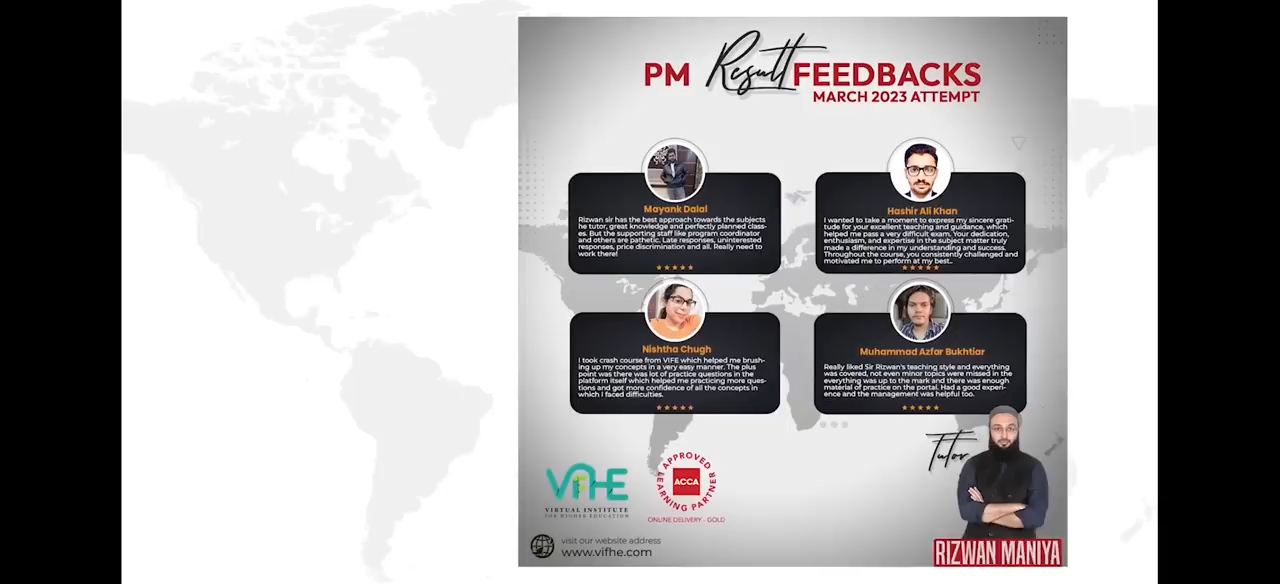 PM Result FEEDBACKS
MARCH 2023 ATTEMPT
Mayank Dalal
Rizwan sir has the best approach towards the subjects
he tutor, great knowledge and perfectly planned class-
es. But the supporting staff like program coordinator
and others are pathetic. Late responses, uninterested
responses, price discrimination and all. Really need to
work there!
Hashir Ali Khan
I wanted to take a moment to express my sincere grati-
tude for your excellent teaching and guidance, which
helped me pass a very difficult exam. Your dedication,
enthusiasm, and expertise in the subject matter truly
made a difference in my understanding and success.
Throughout the course, you consistently challenged and
motivated me to perform at my best..
Nishtha Chugh
I took crash course from VIFE which helped me brush-
ing up my concepts in a very easy manner. The plus
point was there was lot of practice questions in the
platform itself which helped me practicing more ques-
tions and got more confidence of all the concepts in
which I faced difficulties.
Muhammad Azfar Bukhtiar
Really liked Sir Rizwan's teaching style and everything
was covered, not even minor topics were missed in the
everything was up to the mark and there was enough
material of practice on the portal. Had a good experi-
ence and the management was helpful too.
Tutor
VIFHE
VIRTUAL INSTITUTE
FOR HIGHER EDUCATION
APPROVED
ACCA
LEARNING PARTNER
ONLINE DELIVERY - GOLD
visit our website address
www.vifhe.com
RIZWAN MANIYA